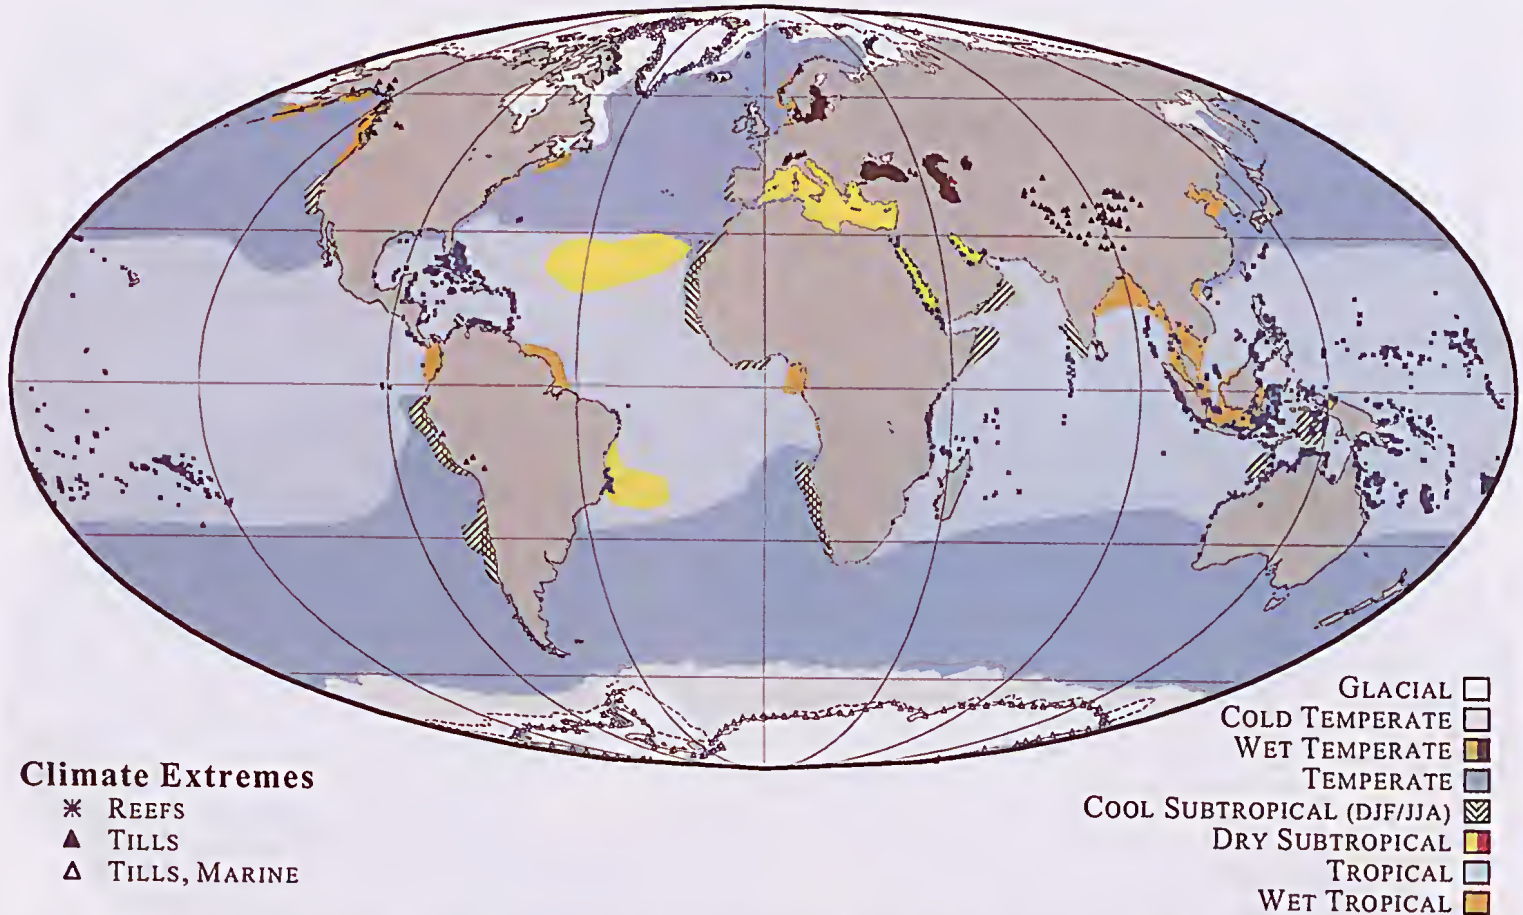 Climate Extremes
REEFS
TILLS
TILLS, MARINE
GLACIAL
COLD TEMPERATE
WET TEMPERATE
TEMPERATE
COOL SUBTROPICAL (DJF/JJA)
DRY SUBTROPICAL
TROPICAL
WET TROPICAL